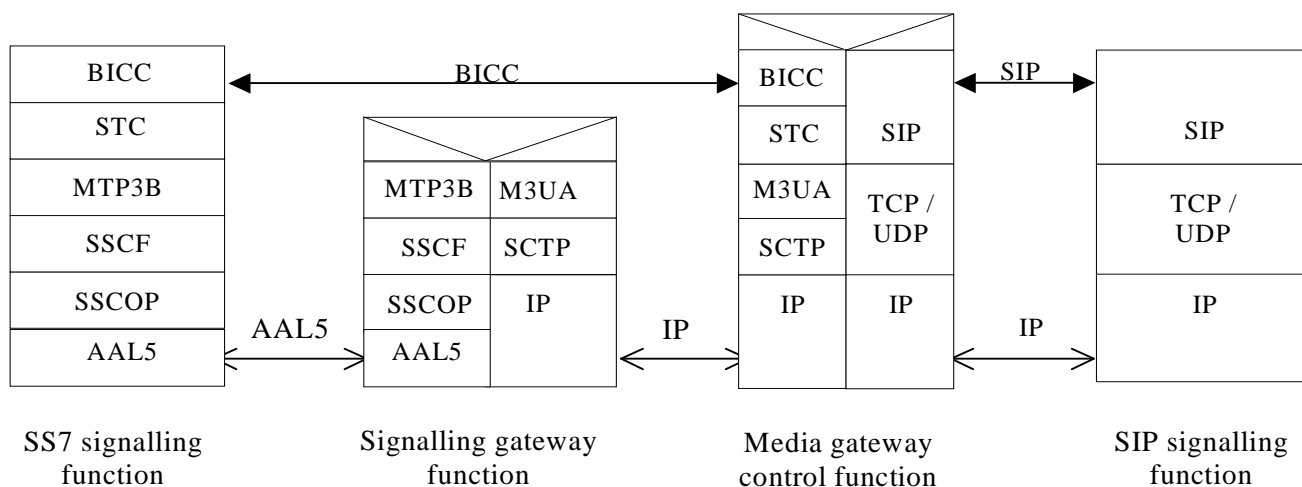 BICC
STC
MTP3B
SSCF
SSCOP
AAL5
BICC
AAL5
MTP3B M3UA
SSCF SCTP
SSCOP IP
AAL5
IP
BICC
STC
M3UA
SCTP
IP
SIP
TCP /
UDP
IP
SIP
IP
SIP
TCP /
UDP
IP
SS7 signalling
function
Signalling gateway
function
Media gateway
control function
SIP signalling
function